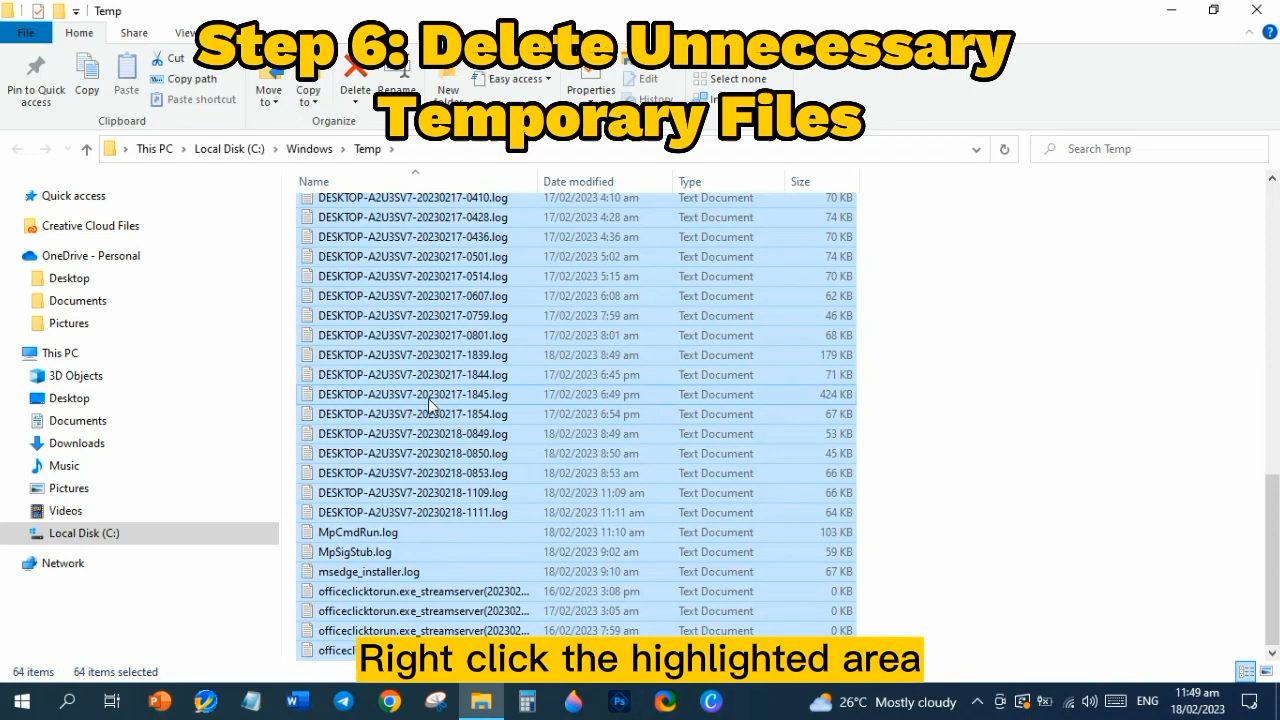 Temp
Step 6: Delete Unnecessary
Temporary Files
File
Home
Share
Pin to Quick
access
Copy
Paste
Cut
Copy path
Paste shortcut
Clipboard
Move
to
Copy
to
Delete
Rename
Organize
New
Easy access
Properties
Edit
History
Select none
This PC
Local Disk (C:)
Windows
Temp
Search Temp
Quick access
Creative Cloud Files
OneDrive - Personal
Desktop
Documents
Pictures
This PC
3D Objects
Desktop
Documents
Downloads
Music
Pictures
Videos
Local Disk (C:)
Network
Name Date modified Type Size
DESKTOP-A2U3SV7-20230217-0410.log 17/02/2023 4:10 am Text Document 70 KB
DESKTOP-A2U3SV7-20230217-0428.log 17/02/2023 4:28 am Text Document 74 KB
DESKTOP-A2U3SV7-20230217-0436.log 17/02/2023 4:36 am Text Document 70 KB
DESKTOP-A2U3SV7-20230217-0501.log 17/02/2023 5:02 am Text Document 74 KB
DESKTOP-A2U3SV7-20230217-0514.log 17/02/2023 5:15 am Text Document 70 KB
DESKTOP-A2U3SV7-20230217-0607.log 17/02/2023 6:08 am Text Document 62 KB
DESKTOP-A2U3SV7-20230217-0759.log 17/02/2023 7:59 am Text Document 46 KB
DESKTOP-A2U3SV7-20230217-0801.log 17/02/2023 8:01 am Text Document 68 KB
DESKTOP-A2U3SV7-20230217-1839.log 18/02/2023 8:49 am Text Document 179 KB
DESKTOP-A2U3SV7-20230217-1844.log 17/02/2023 6:45 pm Text Document 71 KB
DESKTOP-A2U3SV7-20230217-1845.log 17/02/2023 6:49 pm Text Document 424 KB
DESKTOP-A2U3SV7-20230217-1854.log 17/02/2023 6:54 pm Text Document 67 KB
DESKTOP-A2U3SV7-20230218-0849.log 18/02/2023 8:49 am Text Document 53 KB
DESKTOP-A2U3SV7-20230218-0850.log 18/02/2023 8:50 am Text Document 45 KB
DESKTOP-A2U3SV7-20230218-0853.log 18/02/2023 8:53 am Text Document 66 KB
DESKTOP-A2U3SV7-20230218-1109.log 18/02/2023 11:09 am Text Document 66 KB
DESKTOP-A2U3SV7-20230218-1111.log 18/02/2023 11:11 am Text Document 64 KB
MpCmdRun.log 18/02/2023 11:10 am Text Document 103 KB
MpSigStub.log 18/02/2023 9:02 am Text Document 59 KB
msedge_installer.log 18/02/2023 9:10 am Text Document 67 KB
officeclicktorun.exe_streamserver(202302... 16/02/2023 3:08 pm Text Document 0 KB
officeclicktorun.exe_streamserver(202302... 17/02/2023 3:05 am Text Document 0 KB
officeclicktorun.exe_streamserver(202302... 16/02/2023 7:59 am Text Document 0 KB
Right click the highlighted area
64 items 64 items selected
26°C Mostly cloudy
ENG
11:49 am
18/02/2023